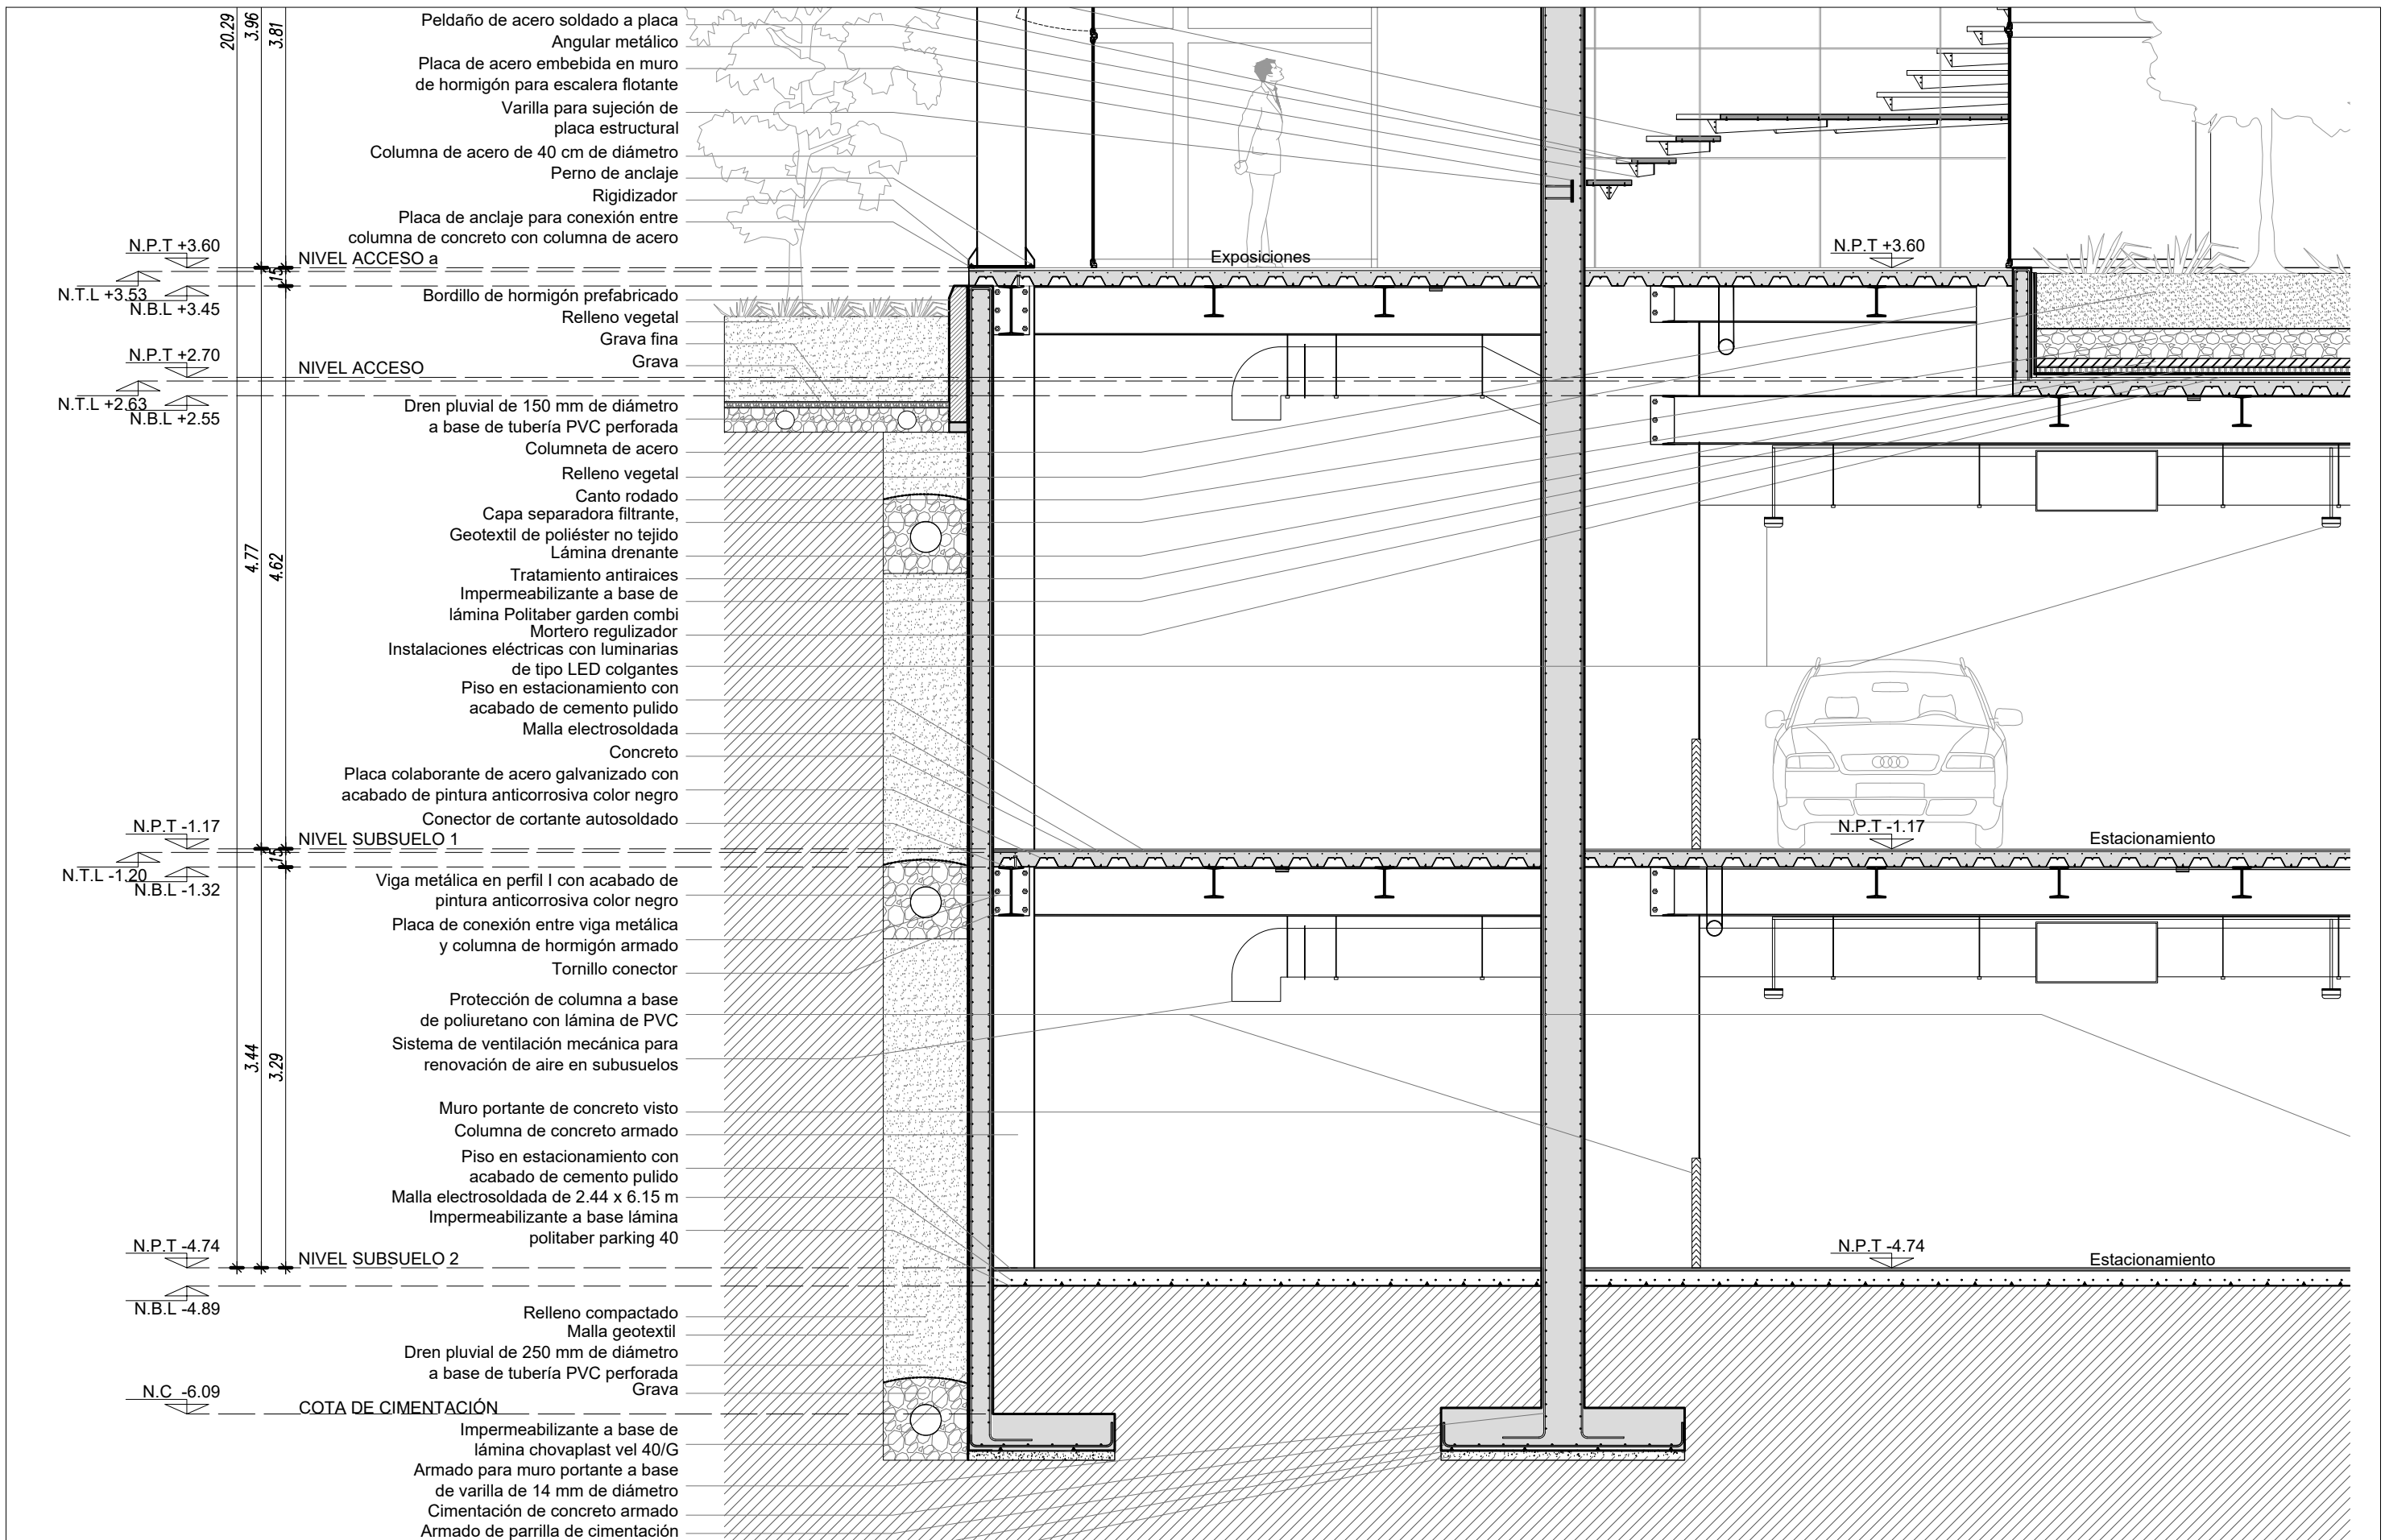 20.29
3.96
3.81
Peldaño de acero soldado a placa
Angular metálico
Placa de acero embebida en muro
de hormigón para escalera flotante
Varilla para sujeción de
placa estructural
Columna de acero de 40 cm de diámetro
Perno de anclaje
Rigidizador
Placa de anclaje para conexión entre
columna de concreto con columna de acero
N.P.T +3.60
NIVEL ACCESO a
15
N.T.L +3.53
N.B.L +3.45
Exposiciones
N.P.T +3.60
Bordillo de hormigón prefabricado
Relleno vegetal
Grava fina
Grava
N.P.T +2.70
NIVEL ACCESO
N.T.L +2.63
N.B.L +2.55
Dren pluvial de 150 mm de diámetro
a base de tubería PVC perforada
Columneta de acero
Relleno vegetal
Canto rodado
Capa separadora filtrante,
Geotextil de poliéster no tejido
Lámina drenante
4.77
4.62
Tratamiento antiraices
Impermeabilizante a base de
lámina Politaber garden combi
Mortero regulizador
Instalaciones eléctricas con luminarias
de tipo LED colgantes
Piso en estacionamiento con
acabado de cemento pulido
Malla electrosoldada
Concreto
Placa colaborante de acero galvanizado con
acabado de pintura anticorrosiva color negro
Conector de cortante autosoldado
N.P.T -1.17
NIVEL SUBSUELO 1
15
N.T.L -1.20
N.B.L -1.32
N.P.T -1.17
Estacionamiento
Viga metálica en perfil I con acabado de
pintura anticorrosiva color negro
Placa de conexión entre viga metálica
y columna de hormigón armado
Tornillo conector
Protección de columna a base
de poliuretano con lámina de PVC
Sistema de ventilación mecánica para
renovación de aire en subusuelos
3.44
3.29
Muro portante de concreto visto
Columna de concreto armado
Piso en estacionamiento con
acabado de cemento pulido
Malla electrosoldada de 2.44 x 6.15 m
Impermeabilizante a base lámina
politaber parking 40
N.P.T -4.74
NIVEL SUBSUELO 2
N.B.L -4.89
N.P.T -4.74
Estacionamiento
Relleno compactado
Malla geotextil
Dren pluvial de 250 mm de diámetro
a base de tubería PVC perforada
Grava
N.C -6.09
COTA DE CIMENTACIÓN
Impermeabilizante a base de
lámina chovaplast vel 40/G
Armado para muro portante a base
de varilla de 14 mm de diámetro
Cimentación de concreto armado
Armado de parrilla de cimentación